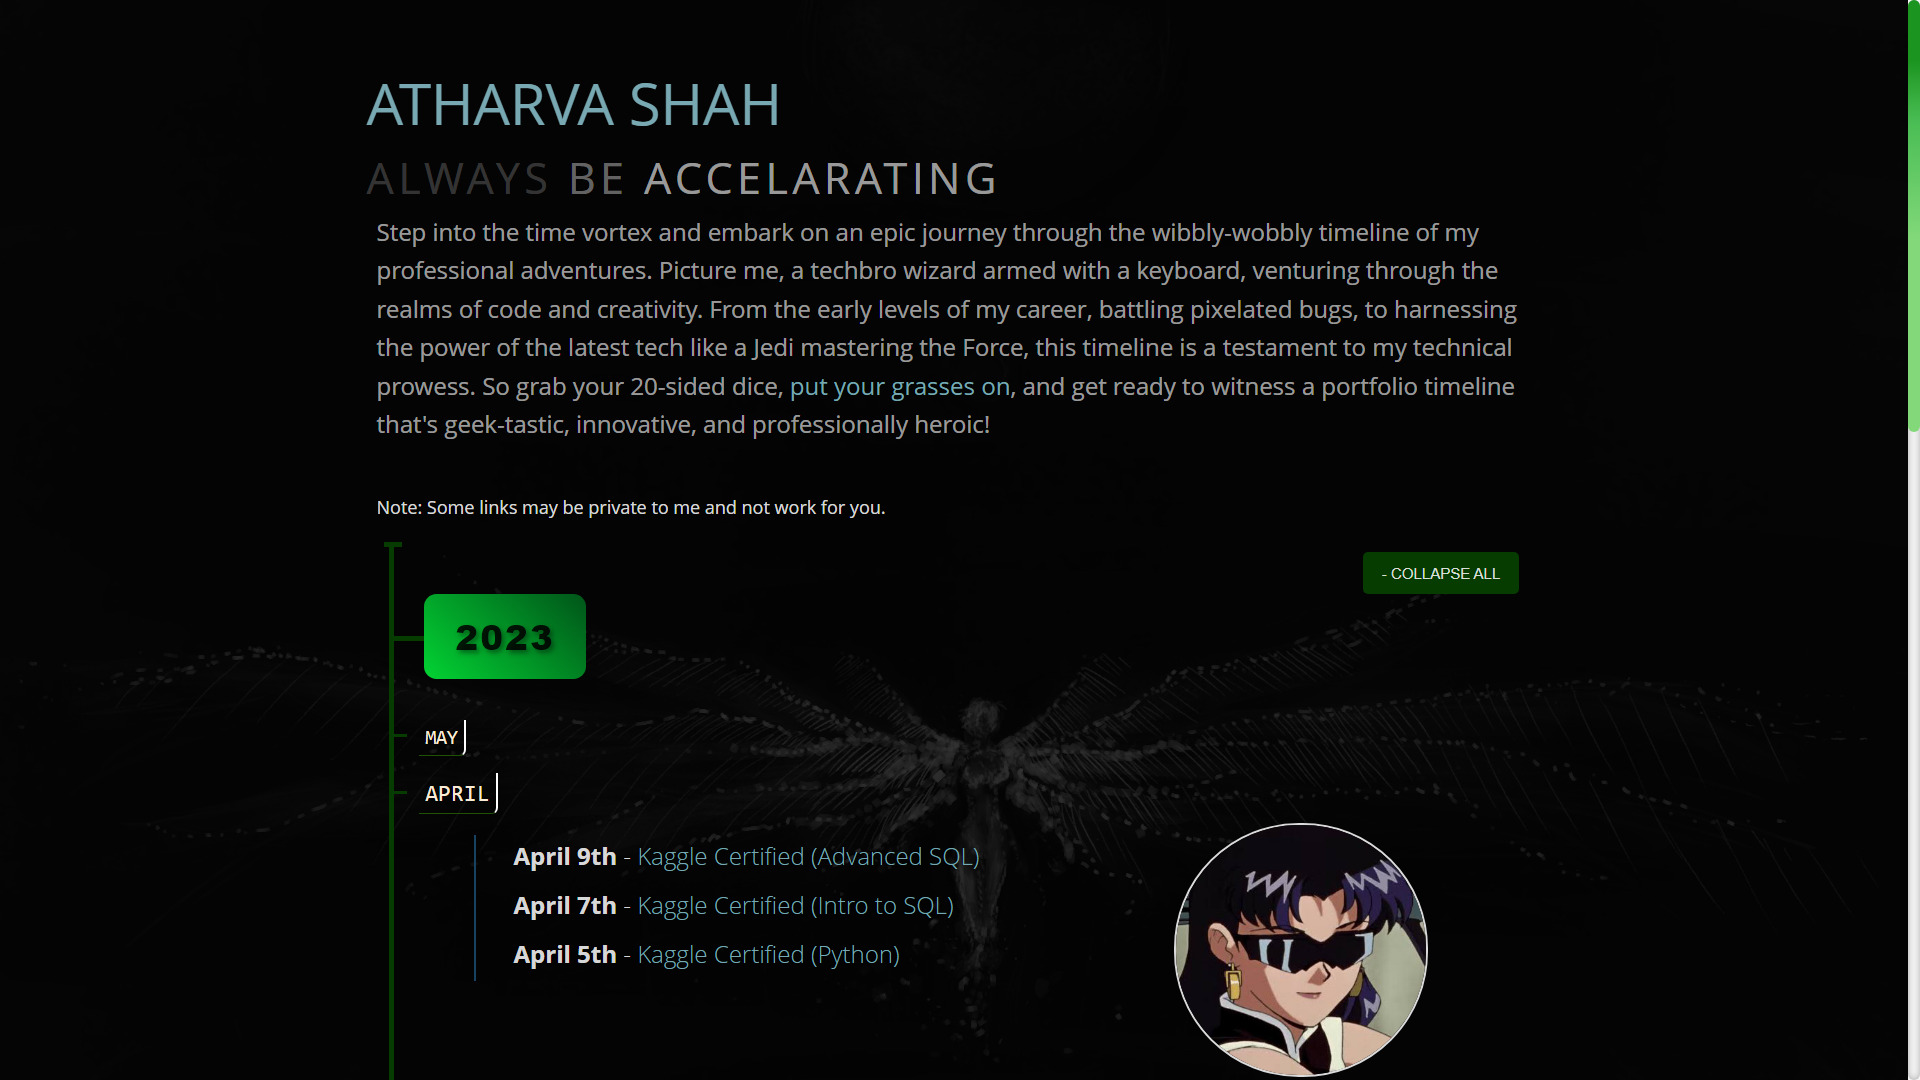 ATHARVA SHAH
ALWAYS BE ACCELARATING
Step into the time vortex and embark on an epic journey through the wibbly-wobbly timeline of my
professional adventures. Picture me, a techbro wizard armed with a keyboard, venturing through the
realms of code and creativity. From the early levels of my career, battling pixelated bugs, to harnessing
the power of the latest tech like a Jedi mastering the Force, this timeline is a testament to my technical
prowess. So grab your 20-sided dice, put your grasses on, and get ready to witness a portfolio timeline
that's geek-tastic, innovative, and professionally heroic!
Note: Some links may be private to me and not work for you.
- COLLAPSE ALL
2023
MAY
APRIL
April 9th - Kaggle Certified (Advanced SQL)
April 7th - Kaggle Certified (Intro to SQL)
April 5th - Kaggle Certified (Python)